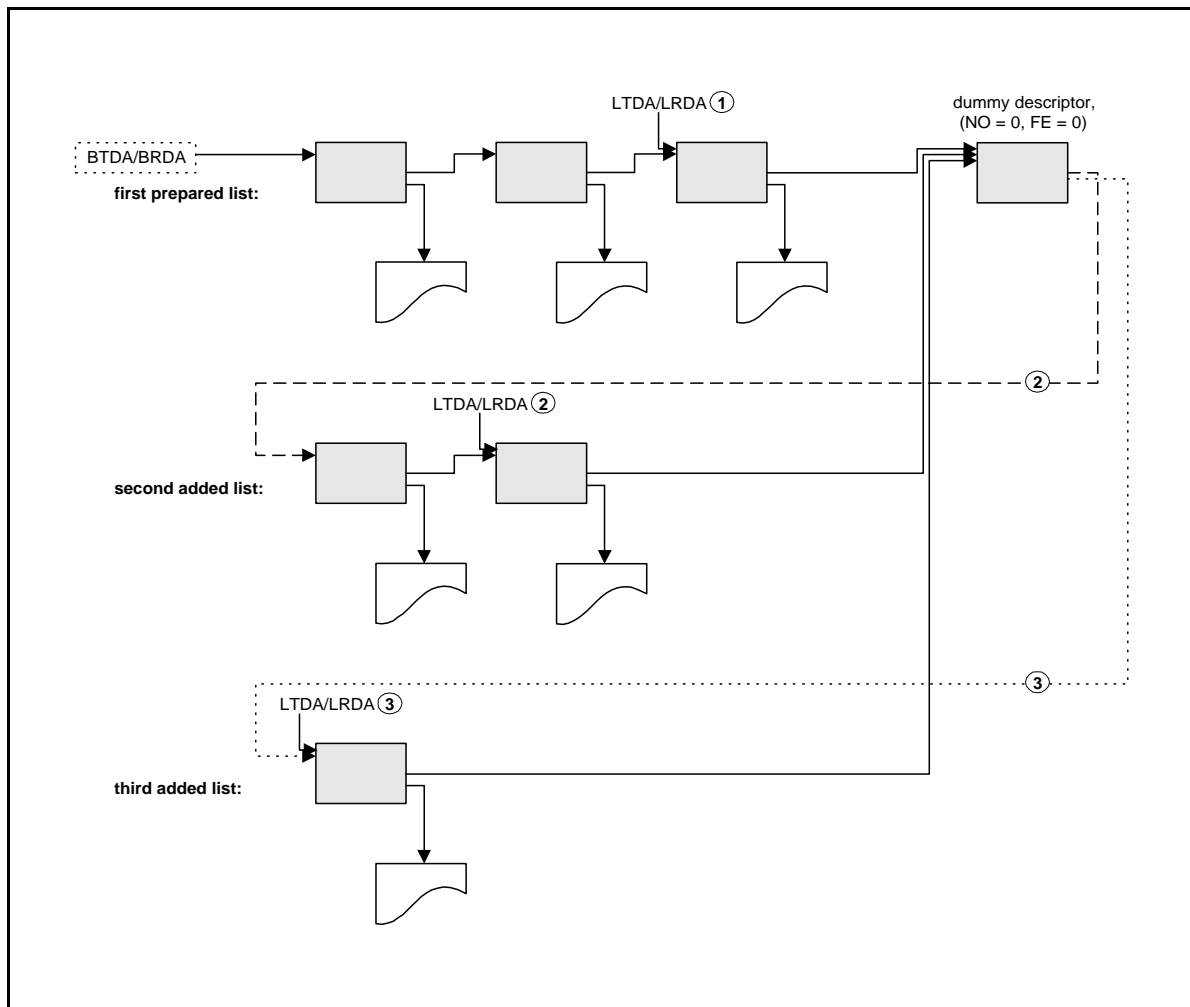 LTDA/LRDA 1
dummy descriptor,
(NO = 0, FE = 0)
BTDA/BRDA
first prepared list:
2
LTDA/LRDA 2
second added list:
3
LTDA/LRDA 3
third added list: